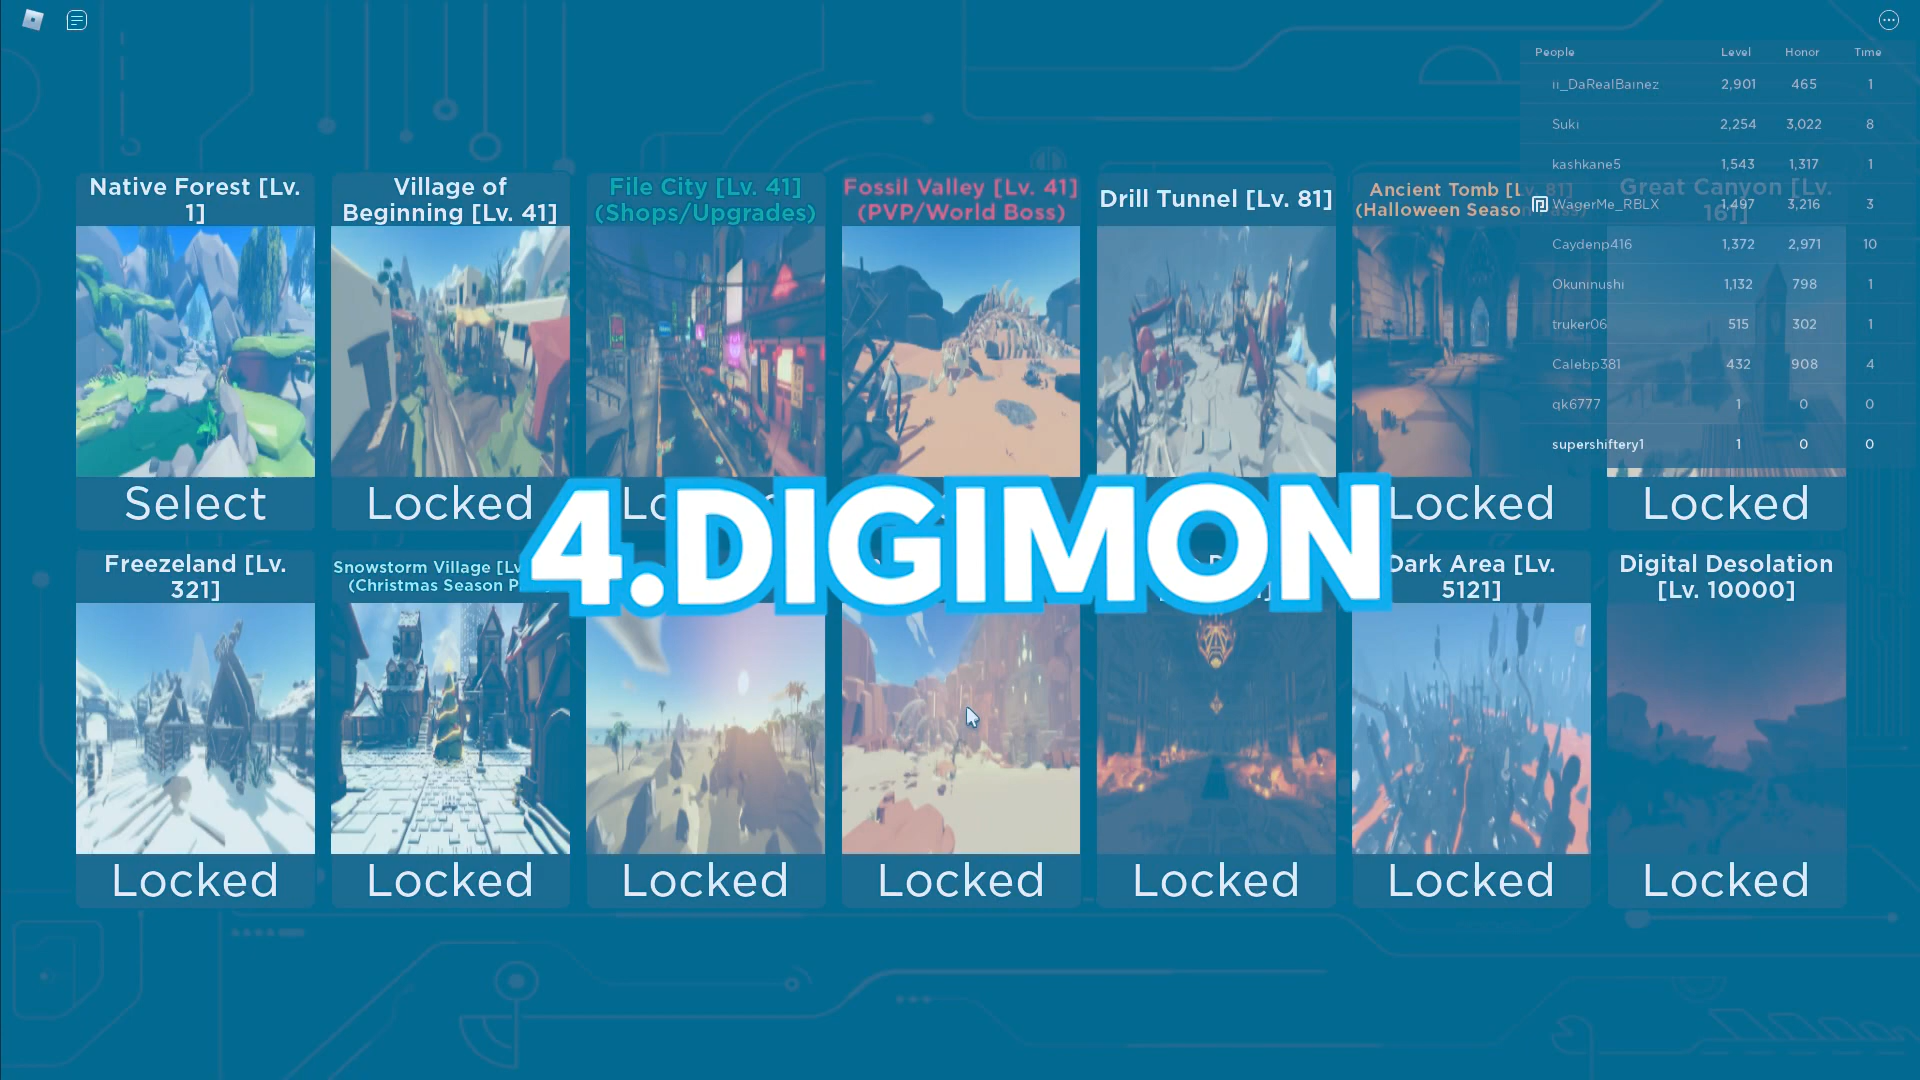 People Level Honor Time
ii_DaRealBainez 2,901 465 1
Suki 2,254 3,022 8
kashkane5 1,543 1,317 1
WagerMe_RBLX 1,497 3,216 3
Caydenp416 1,372 2,971 10
Okuninushi 1,132 798 1
truker06 515 302 1
Calebp381 432 908 4
qk6777 1 0 0
supershiftery1 1 0 0
Native Forest [Lv.
1]
Select
Village of
Beginning [Lv. 41]
Locked
File City [Lv. 41]
(Shops/Upgrades)
Fossil Valley [Lv. 41]
(PVP/World Boss)
Drill Tunnel [Lv. 81]
Ancient Tomb [Lv. 81]
(Halloween Season Pass)
Locked
Great Canyon [Lv.
161]
Locked
4.DIGIMON
Freezeland [Lv.
321]
Locked
Snowstorm Village [Lv
(Christmas Season P
Locked
Locked
Locked
Locked
Dark Area [Lv.
5121]
Locked
Digital Desolation
[Lv. 10000]
Locked